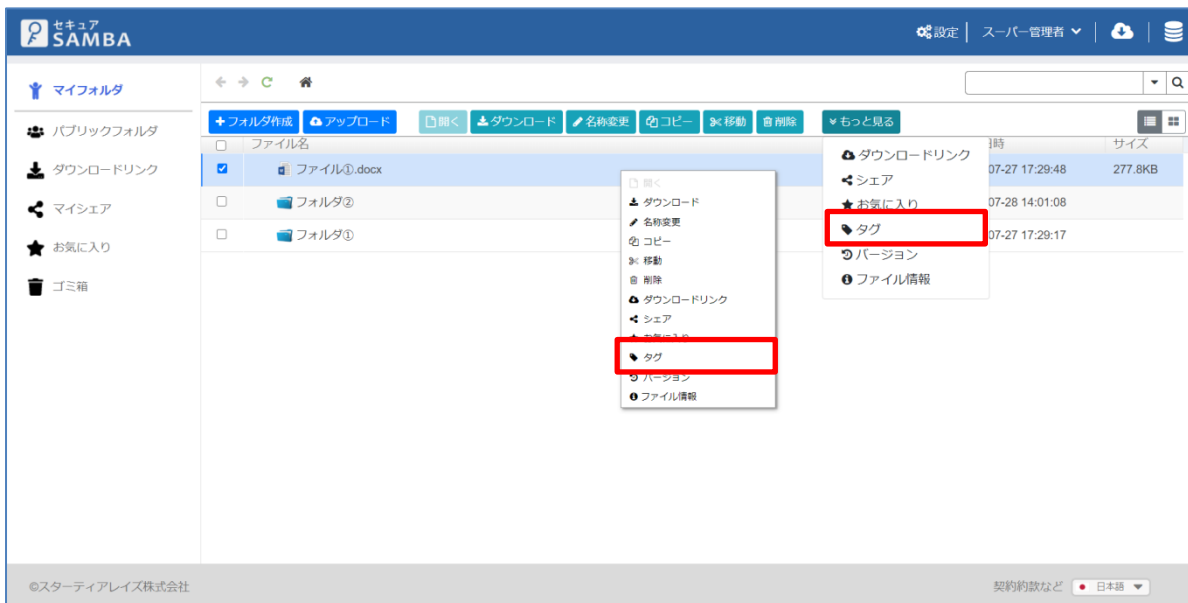 セキュア
SAMBA
設定
スーパー管理者
マイフォルダ
パブリックフォルダ
ダウンロードリンク
マイシェア
お気に入り
ゴミ箱
+フォルダ作成 アップロード 開く ダウンロード 名称変更 コピー 移動 削除 もっと見る
ファイル名 日時 サイズ
ファイル①.docx 07-27 17:29:48 277.8KB
フォルダ② 07-28 14:01:08
フォルダ① 07-27 17:29:17
開く
ダウンロード
名称変更
コピー
移動
削除
ダウンロードリンク
シェア
お気に入り
タグ
バージョン
ファイル情報
ダウンロードリンク
シェア
お気に入り
タグ
バージョン
ファイル情報
©スターティアレイズ株式会社
契約約款など 日本語